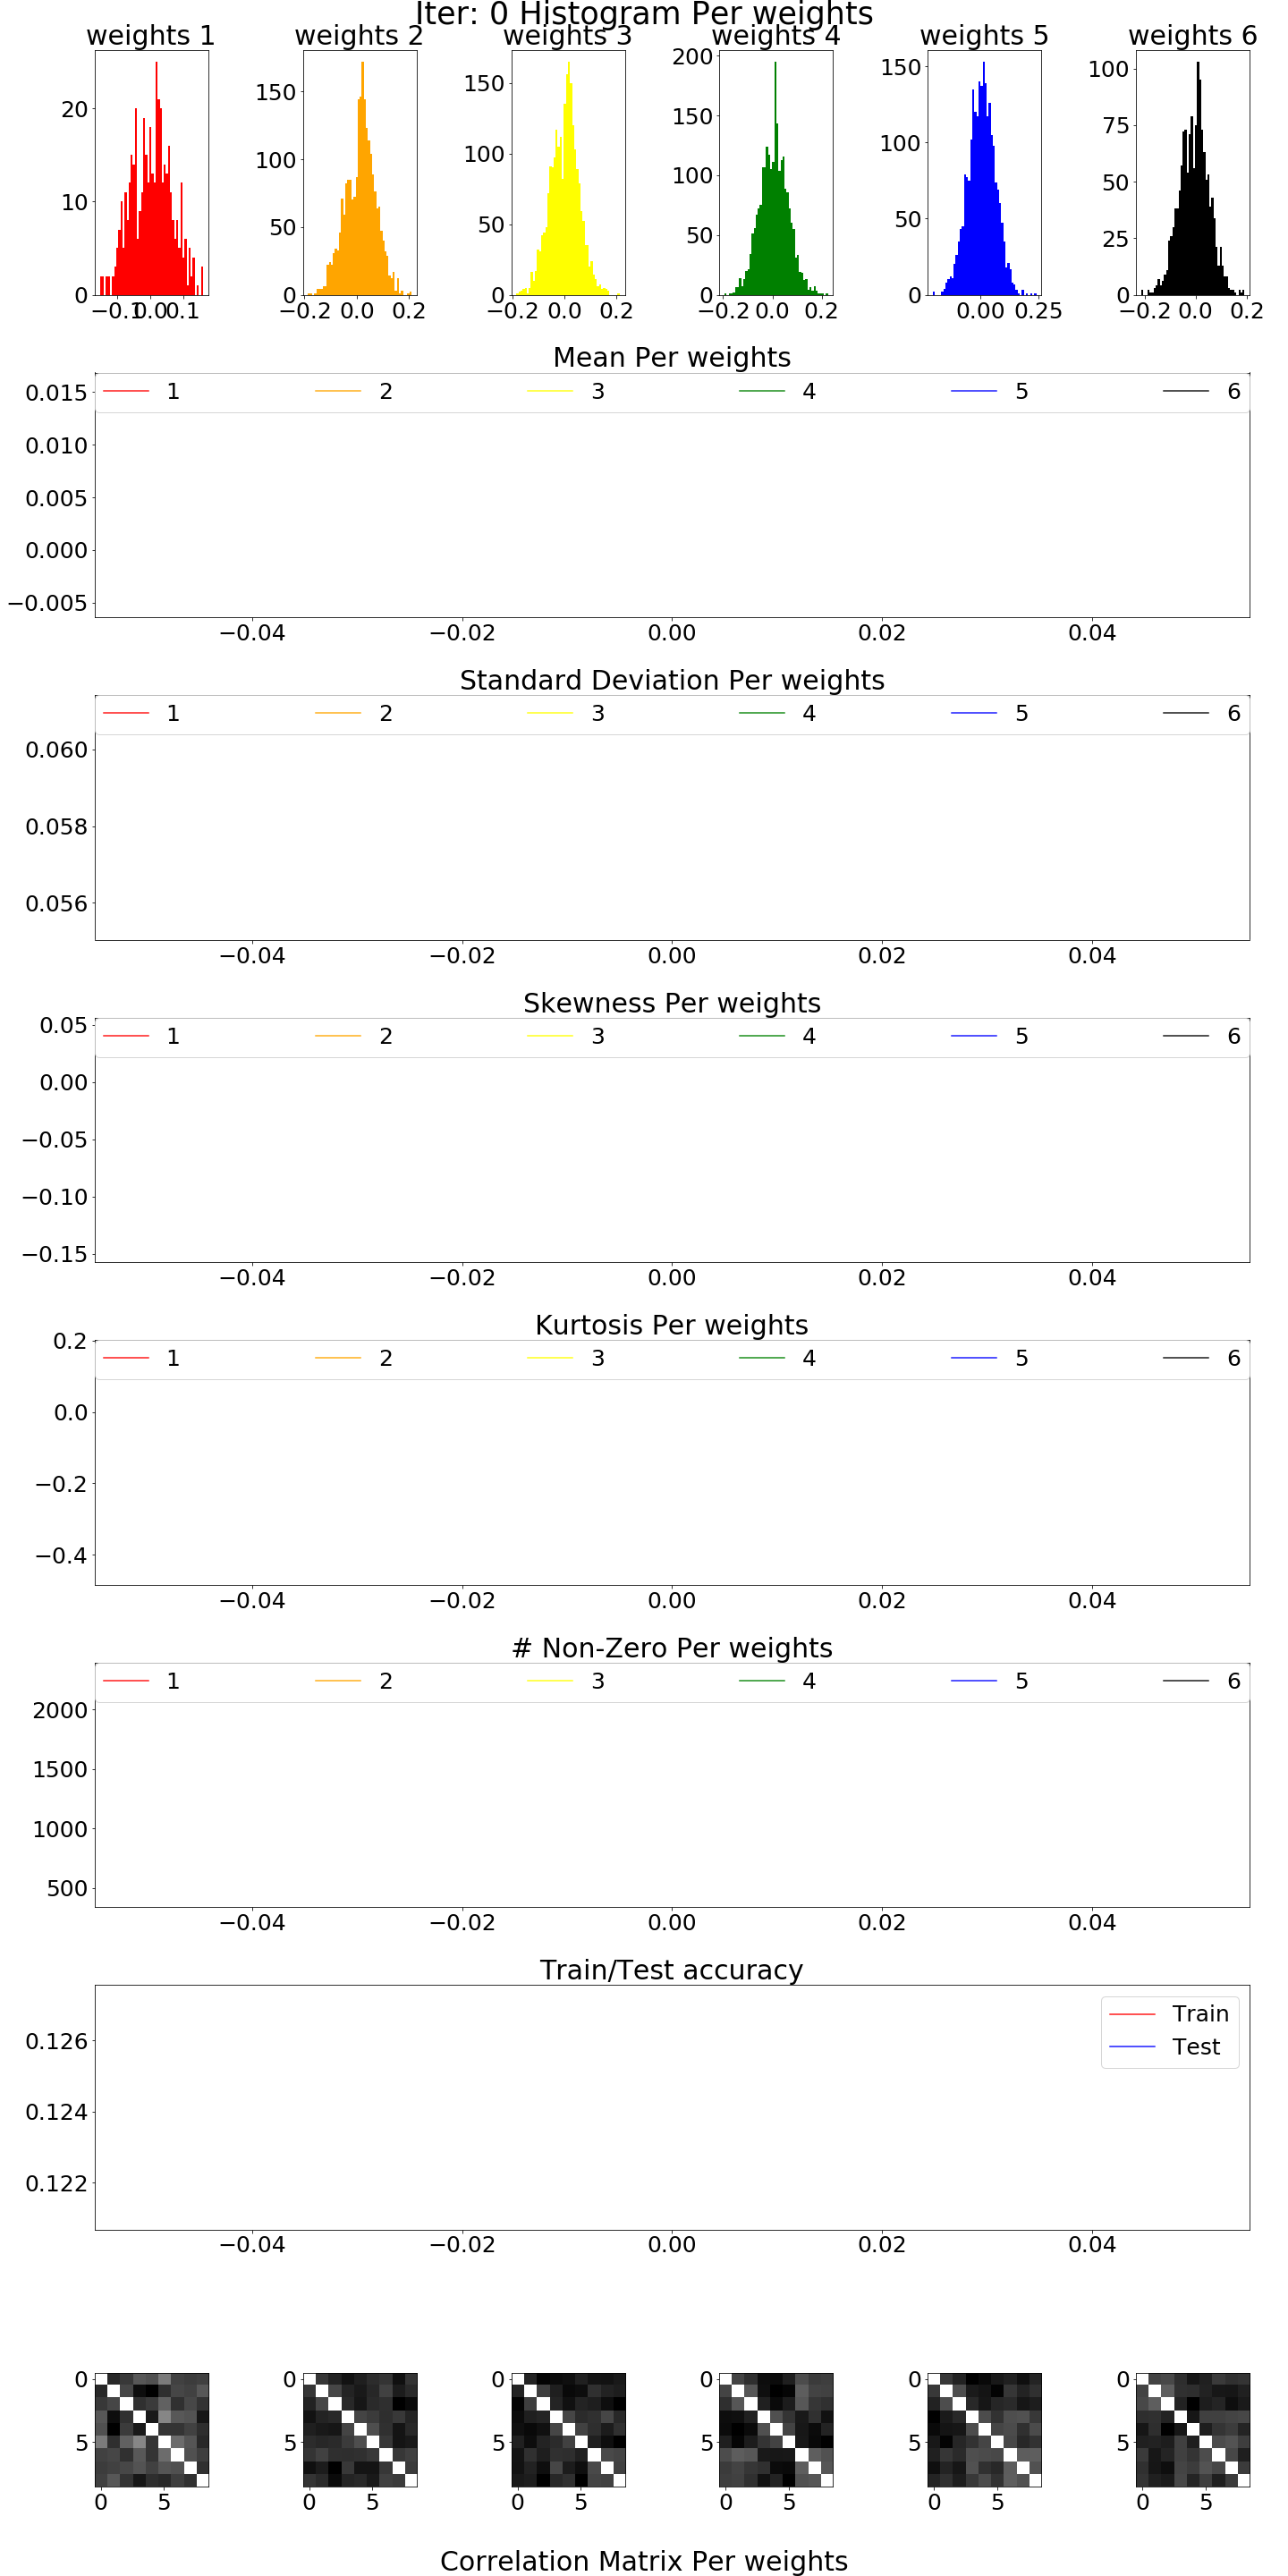 Iter: 0 Histogram Per weights
weights 1 weights 2 weights 3 weights 4 weights 5 weights 6
20
10
0
−0.1 0.0 0.1
150
100
50
0
−0.2 0.0 0.2
150
100
50
0
−0.2 0.0 0.2
200
150
100
50
0
−0.2 0.0 0.2
150
100
50
0
0.00 0.25
100
75
50
25
0
−0.2 0.0 0.2
Mean Per weights
1 2 3 4 5 6
0.015
0.010
0.005
0.000
−0.005
−0.04 −0.02 0.00 0.02 0.04
Standard Deviation Per weights
1 2 3 4 5 6
0.060
0.058
0.056
−0.04 −0.02 0.00 0.02 0.04
Skewness Per weights
1 2 3 4 5 6
0.05
0.00
−0.05
−0.10
−0.15
−0.04 −0.02 0.00 0.02 0.04
Kurtosis Per weights
1 2 3 4 5 6
0.2
0.0
−0.2
−0.4
−0.04 −0.02 0.00 0.02 0.04
# Non-Zero Per weights
1 2 3 4 5 6
2000
1500
1000
500
−0.04 −0.02 0.00 0.02 0.04
Train/Test accuracy
Train
Test
0.126
0.124
0.122
−0.04 −0.02 0.00 0.02 0.04
0 0 0 0 0 0
5 5 5 5 5 5
0 5 0 5 0 5 0 5 0 5 0 5
Correlation Matrix Per weights